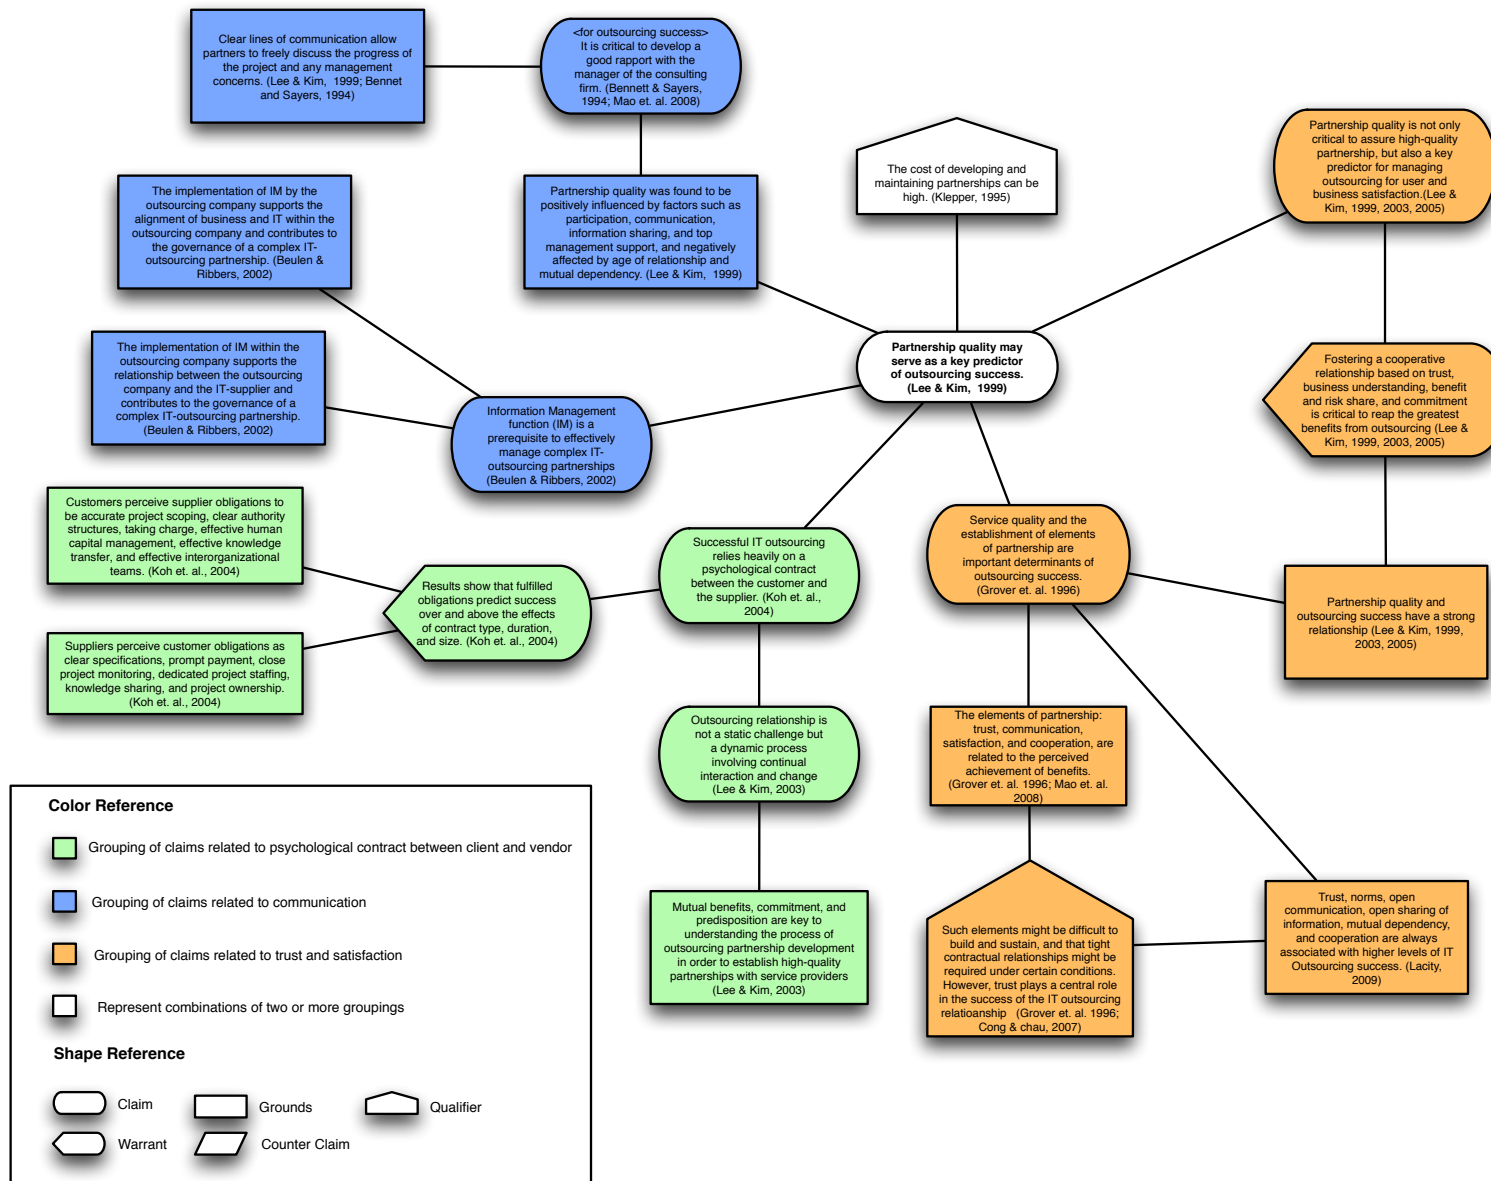 Clear lines of communication allow
partners to freely discuss the progress of
the project and any management
concerns. (Lee & Kim, 1999; Bennet
and Sayers, 1994)
<for outsourcing success>
It is critical to develop a
good rapport with the
manager of the consulting
firm. (Bennett & Sayers,
1994; Mao et. al. 2008)
The cost of developing and
maintaining partnerships can be
high. (Klepper, 1995)
Partnership quality is not only
critical to assure high-quality
partnership, but also a key
predictor for managing
outsourcing for user and
business satisfaction.(Lee &
Kim, 1999, 2003, 2005)
The implementation of IM by the
outsourcing company supports the
alignment of business and IT within the
outsourcing company and contributes to
the governance of a complex IT-
outsourcing partnership. (Beulen &
Ribbers, 2002)
Partnership quality was found to be
positively influenced by factors such as
participation, communication,
information sharing, and top
management support, and negatively
affected by age of relationship and
mutual dependency. (Lee & Kim, 1999)
The implementation of IM within the
outsourcing company supports the
relationship between the outsourcing
company and the IT-supplier and
contributes to the governance of a
complex IT-outsourcing partnership.
(Beulen & Ribbers, 2002)
Partnership quality may
serve as a key predictor
of outsourcing success.
(Lee & Kim, 1999)
Fostering a cooperative
relationship based on trust,
business understanding, benefit
and risk share, and commitment
is critical to reap the greatest
benefits from outsourcing (Lee &
Kim, 1999, 2003, 2005)
Information Management
function (IM) is a
prerequisite to effectively
manage complex IT-
outsourcing partnerships
(Beulen & Ribbers, 2002)
Customers perceive supplier obligations to
be accurate project scoping, clear authority
structures, taking charge, effective human
capital management, effective knowledge
transfer, and effective interorganizational
teams. (Koh et. al., 2004)
Results show that fulfilled
obligations predict success
over and above the effects
of contract type, duration,
and size. (Koh et. al., 2004)
Successful IT outsourcing
relies heavily on a
psychological contract
between the customer and
the supplier. (Koh et. al.,
2004)
Service quality and the
establishment of elements
of partnership are
important determinants of
outsourcing success.
(Grover et. al. 1996)
Partnership quality and
outsourcing success have a strong
relationship (Lee & Kim, 1999,
2003, 2005)
Suppliers perceive customer obligations as
clear specifications, prompt payment, close
project monitoring, dedicated project staffing,
knowledge sharing, and project ownership.
(Koh et. al., 2004)
Outsourcing relationship is
not a static challenge but
a dynamic process
involving continual
interaction and change
(Lee & Kim, 2003)
The elements of partnership:
trust, communication,
satisfaction, and cooperation, are
related to the perceived
achievement of benefits.
(Grover et. al. 1996; Mao et. al.
2008)
Mutual benefits, commitment, and
predisposition are key to
understanding the process of
outsourcing partnership development
in order to establish high-quality
partnerships with service providers
(Lee & Kim, 2003)
Such elements might be difficult to
build and sustain, and that tight
contractual relationships might be
required under certain conditions.
However, trust plays a central role
in the success of the IT outsourcing
relatioanship (Grover et. al. 1996;
Cong & chau, 2007)
Trust, norms, open
communication, open sharing of
information, mutual dependency,
and cooperation are always
associated with higher levels of IT
Outsourcing success. (Lacity,
2009)
Color Reference
Grouping of claims related to psychological contract between client and vendor
Grouping of claims related to communication
Grouping of claims related to trust and satisfaction
Represent combinations of two or more groupings
Shape Reference
Claim
Grounds
Qualifier
Warrant
Counter Claim